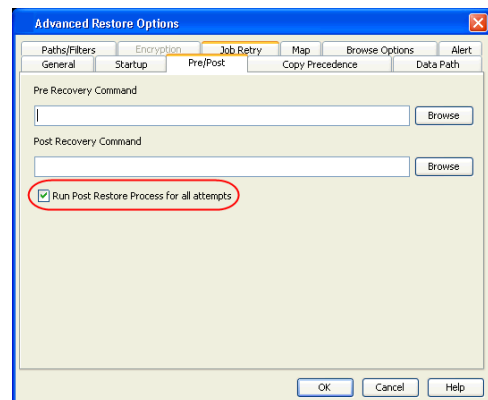 Advanced Restore Options
Paths/Filters Encryption Job Retry Map Browse Options Alert
General Startup Pre/Post Copy Precedence Data Path
Pre Recovery Command
Browse
Post Recovery Command
Browse
Run Post Restore Process for all attempts
OK Cancel Help